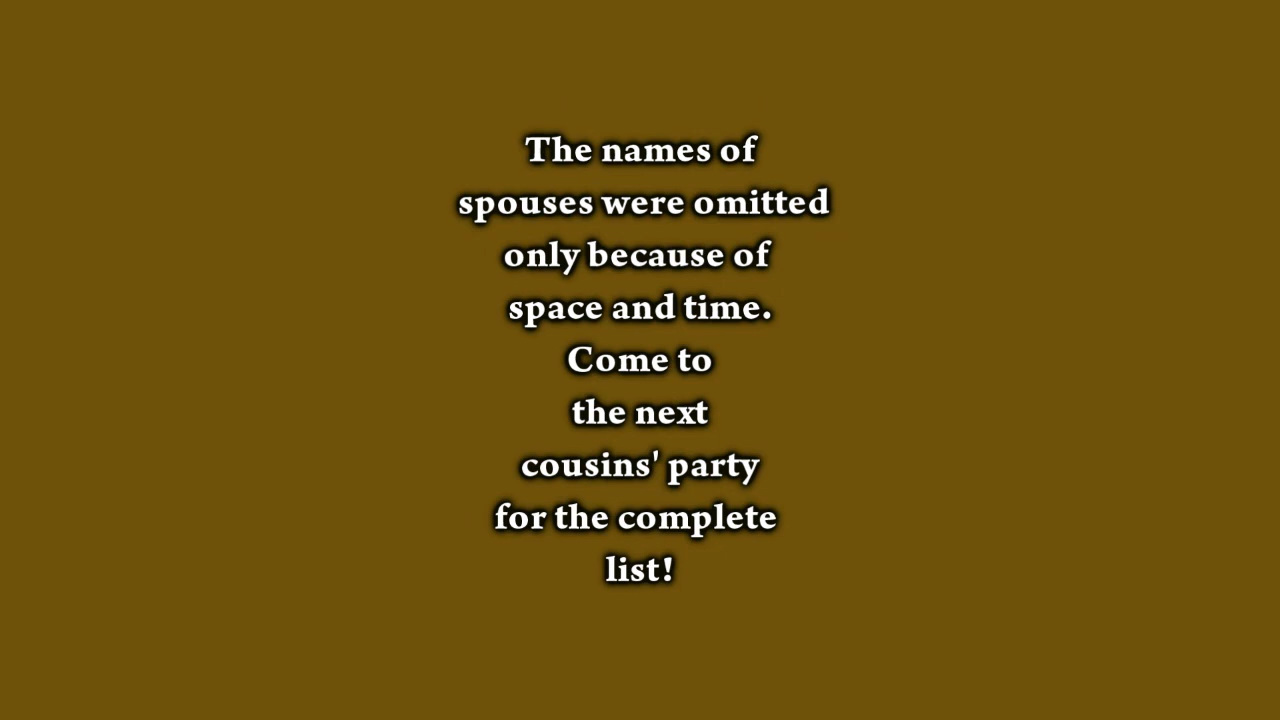 The names of
spouses were omitted
only because of
space and time.
Come to
the next
cousins' party
for the complete
list!